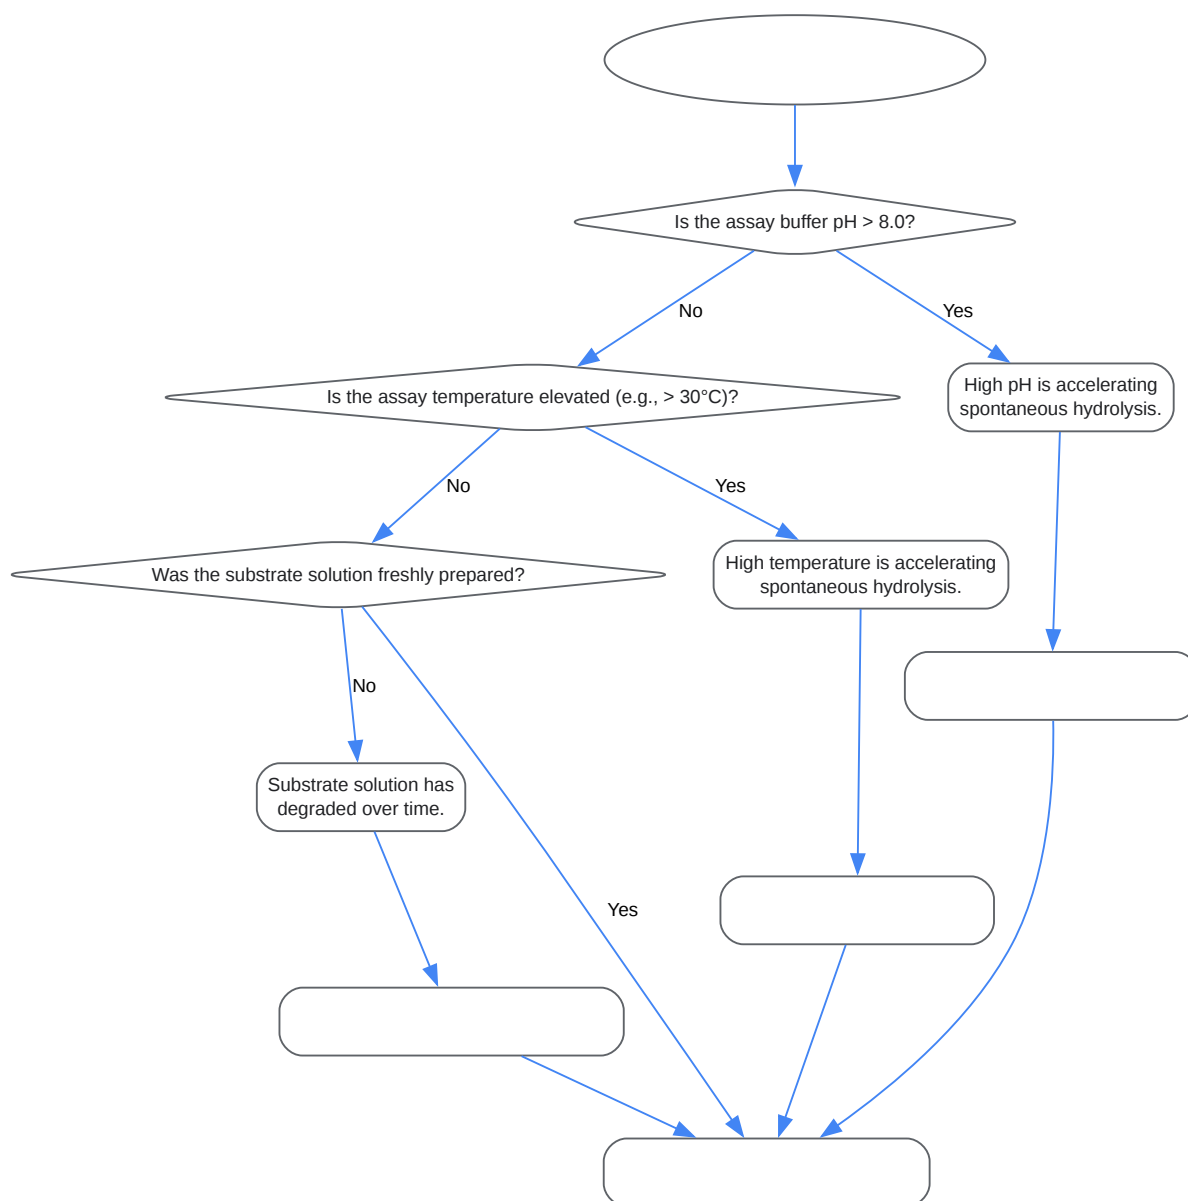 Is the assay buffer pH > 8.0?
No
Yes
High pH is accelerating
spontaneous hydrolysis.
Is the assay temperature elevated (e.g., > 30°C)?
No
Yes
High temperature is accelerating
spontaneous hydrolysis.
Was the substrate solution freshly prepared?
No
Substrate solution has
degraded over time.
Yes